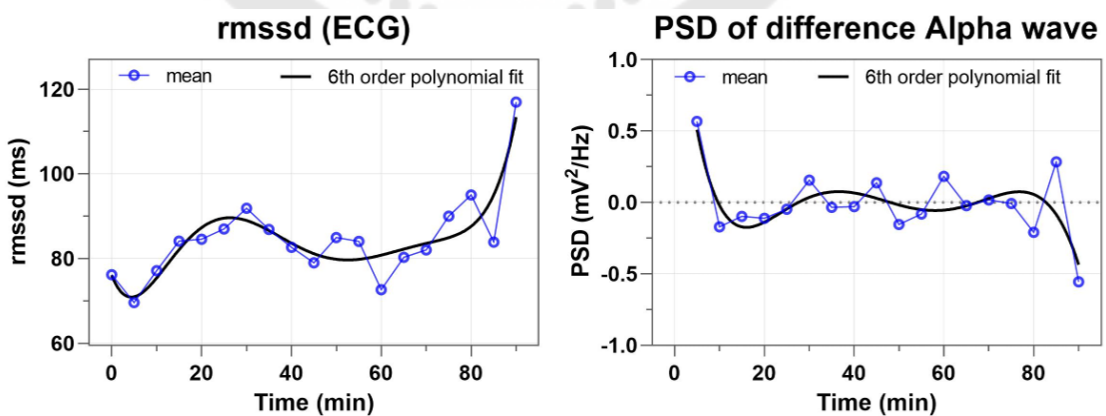 rmssd (ECG)
mean
6th order polynomial fit
rmssd (ms)
120
100
80
60
0
20
40
60
80
Time (min)
PSD of difference Alpha wave
mean
6th order polynomial fit
PSD (mV²/Hz)
1.0
0.5
0.0
-0.5
-1.0
0
20
40
60
80
Time (min)